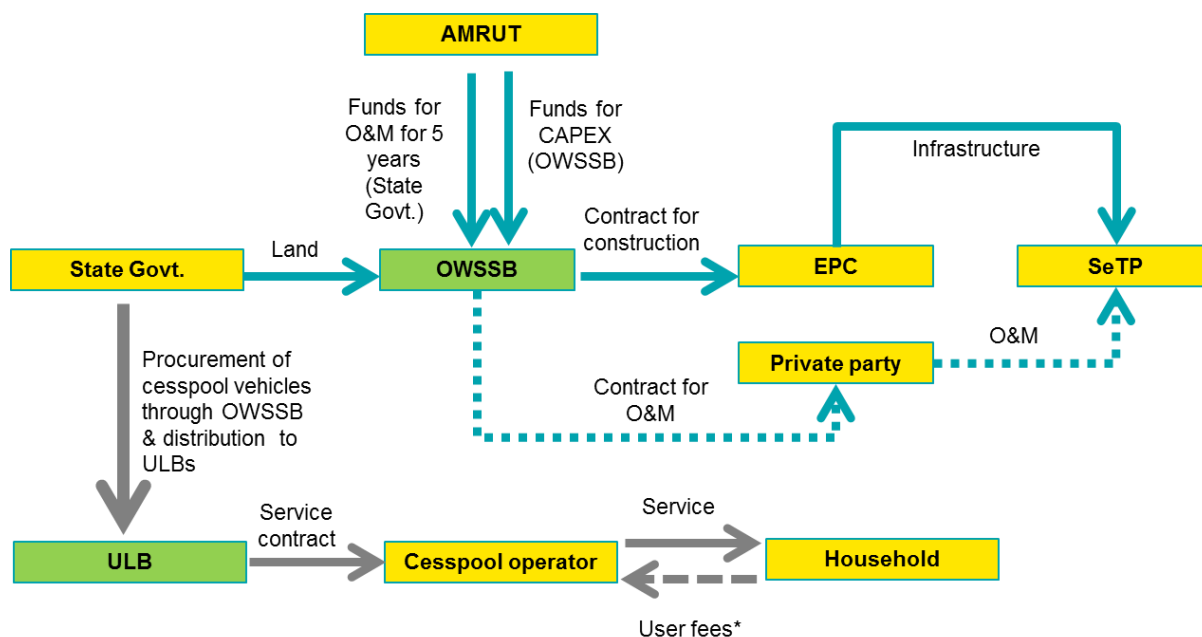 AMRUT
Funds for
O&M for 5
years
(State
Govt.)
Funds for
CAPEX
(OWSSB)
Infrastructure
Land
Contract for
construction
State Govt.
OWSSB
EPC
SeTP
Procurement of
cesspool vehicles
through OWSSB
& distribution to
ULBs
Contract for
O&M
Private party
O&M
ULB
Service
contract
Cesspool operator
Service
Household
User fees*